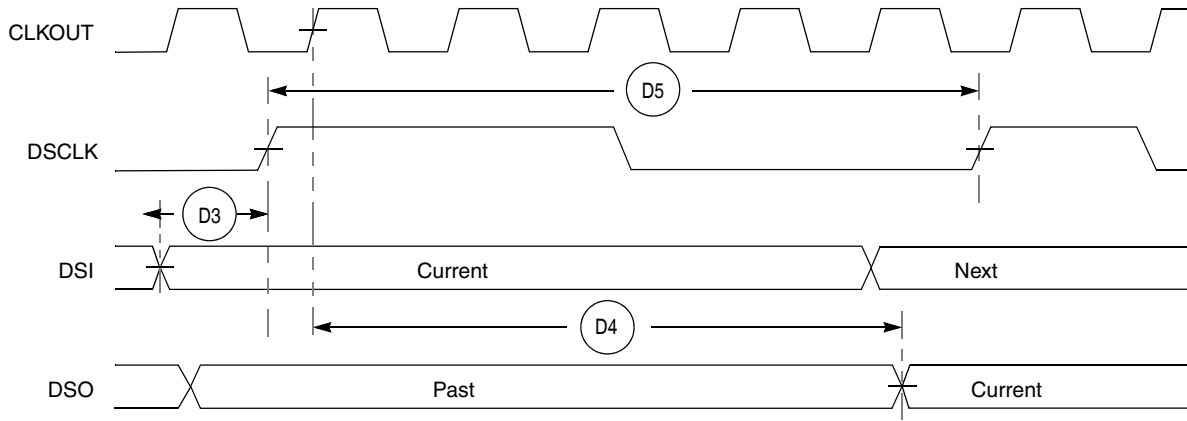 CLKOUT
D5
DSCLK
D3
DSI
Current
Next
D4
DSO
Past
Current